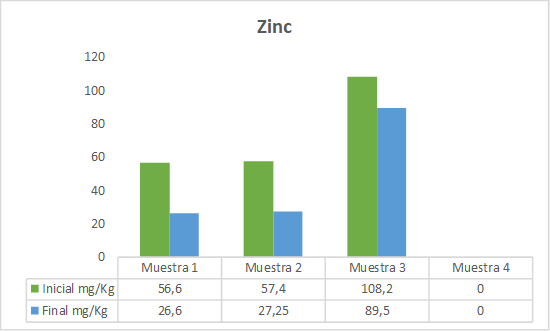 Zinc
120
100
80
60
40
20
0
Muestra 1 Muestra 2 Muestra 3 Muestra 4
Inicial mg/Kg 56,6 57,4 108,2 0
Final mg/Kg 26,6 27,25 89,5 0